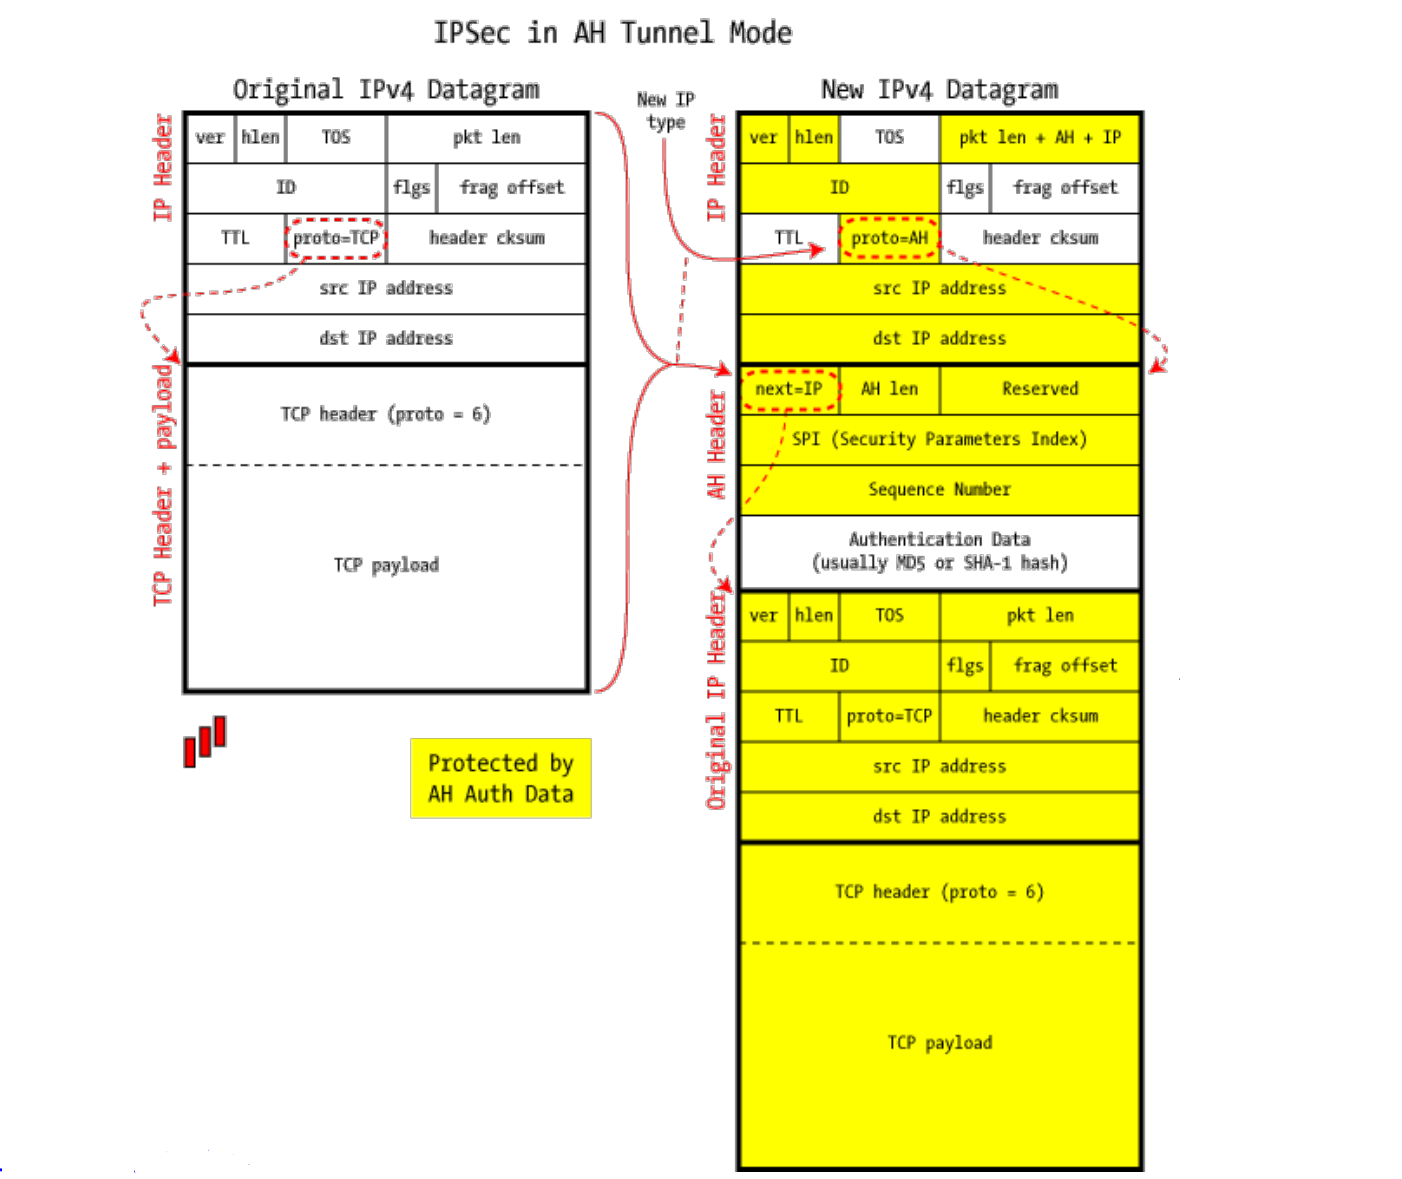 IPSec in AH Tunnel Mode
Original IPv4 Datagram
IP Header
ver hlen TOS pkt len
ID flgs frag offset
TTL proto=TCP header cksum
src IP address
dst IP address
TCP Header + payload
TCP header (proto = 6)
TCP payload
Protected by
AH Auth Data
New IP
type
New IPv4 Datagram
IP Header
ver hlen TOS pkt len + AH + IP
ID flgs frag offset
TTL proto=AH header cksum
src IP address
dst IP address
AH Header
next=IP AH len Reserved
SPI (Security Parameters Index)
Sequence Number
Authentication Data
(usually MD5 or SHA-1 hash)
Original IP Header
ver hlen TOS pkt len
ID flgs frag offset
TTL proto=TCP header cksum
src IP address
dst IP address
TCP header (proto = 6)
TCP payload